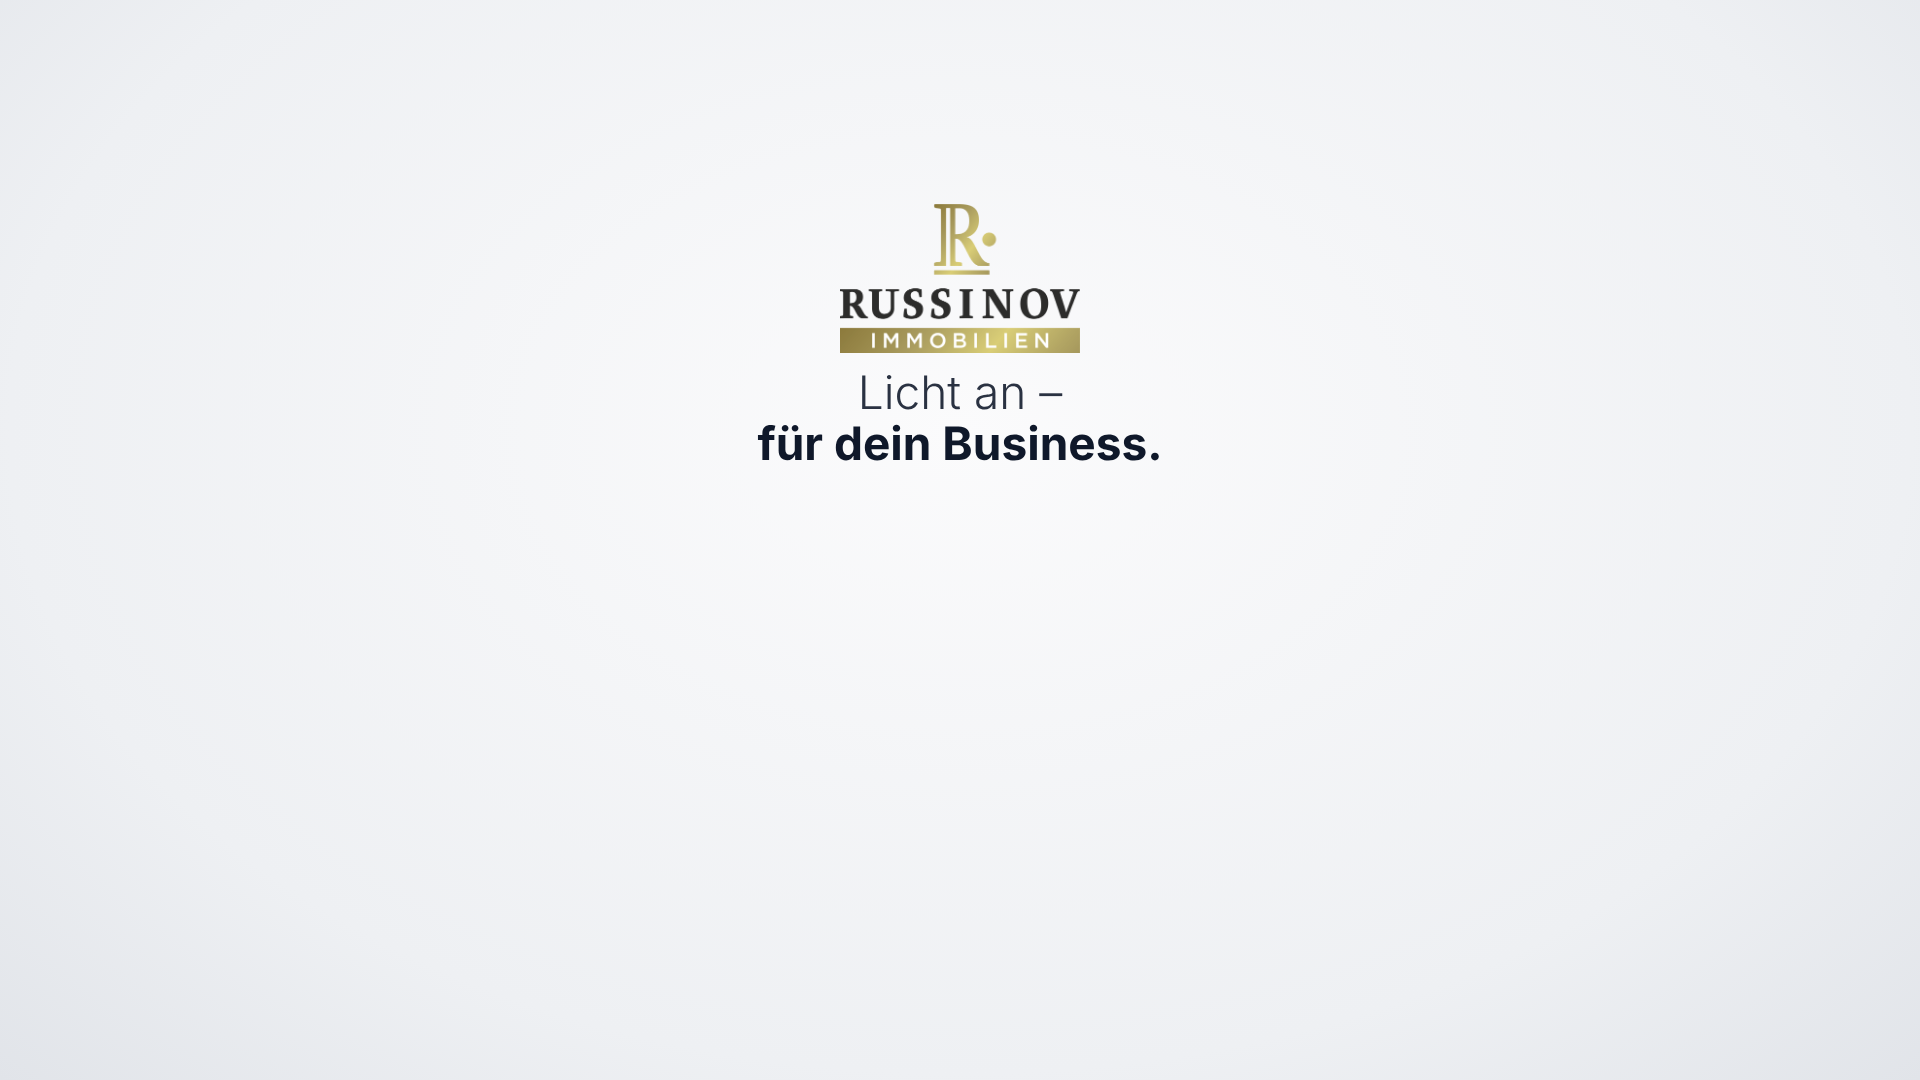 R
RUSSINOV
IMMOBILIEN
Licht an –
für dein Business.